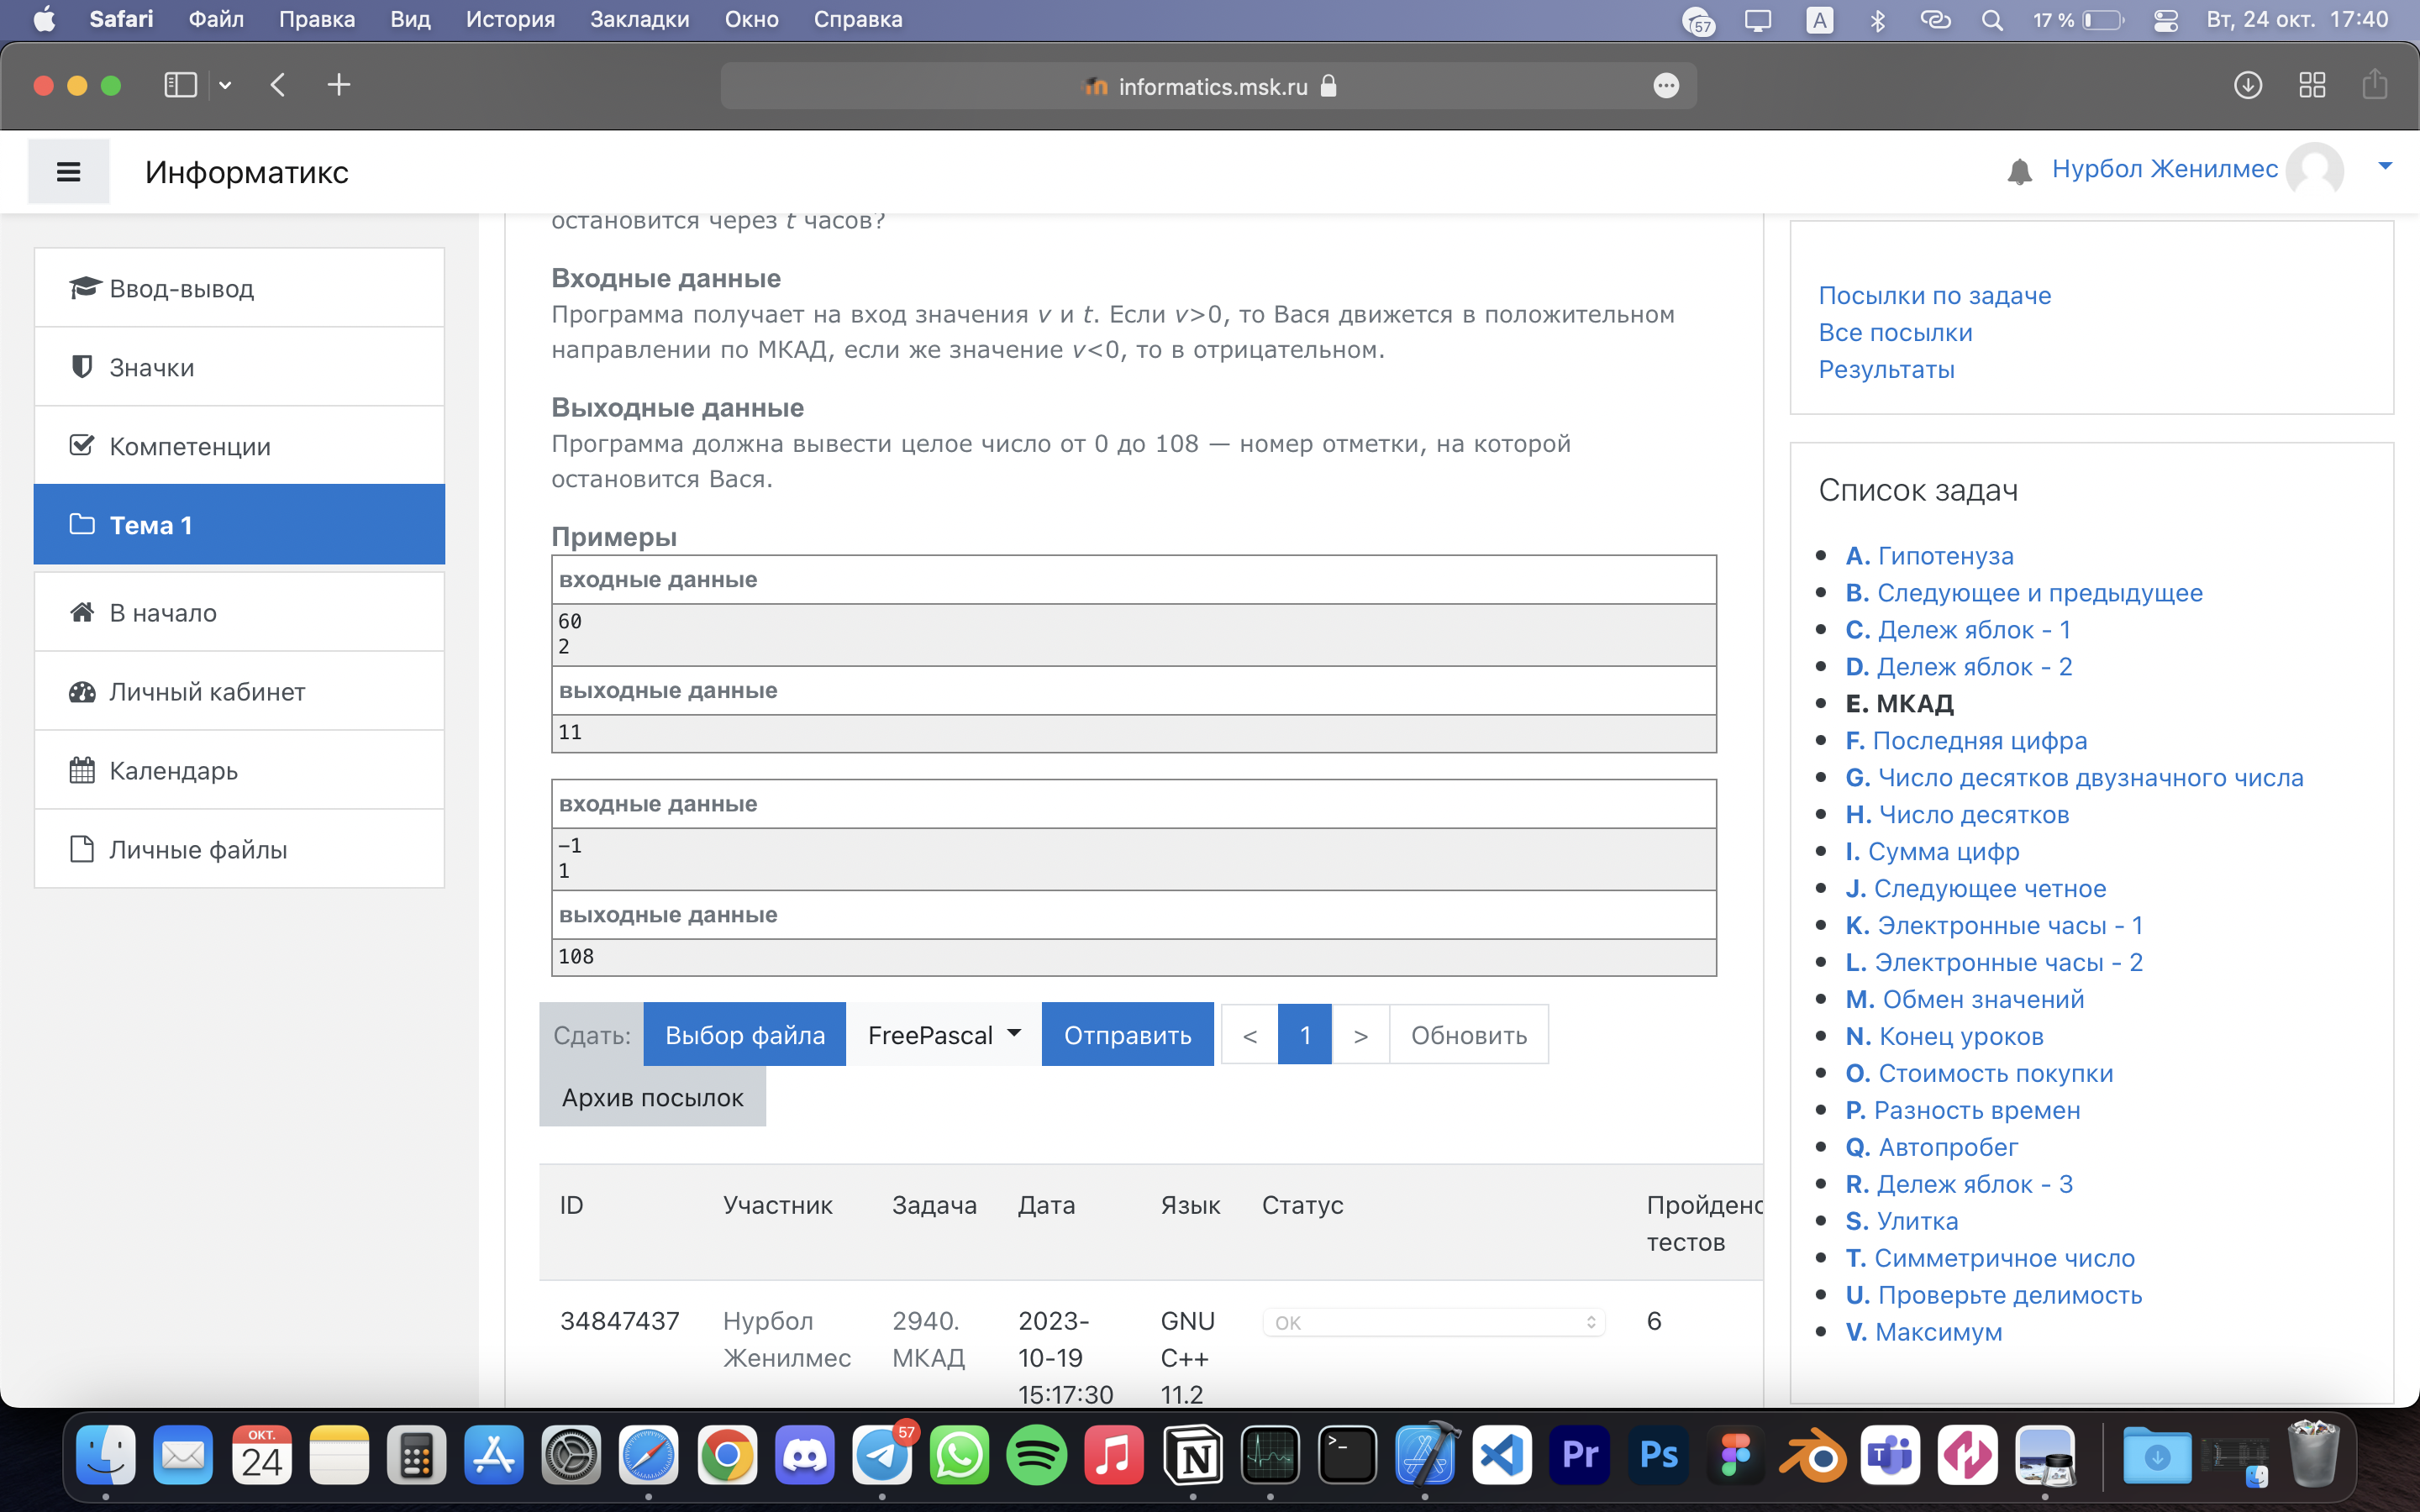 Safari Файл Правка Вид История Закладки Окно Справка 57 A 17 % Вт, 24 окт. 17:40
informatics.msk.ru
Информатикс
Нурбол Женилмес
Ввод-вывод
Значки
Компетенции
Тема 1
В начало
Личный кабинет
Календарь
Личные файлы
остановится через t часов?
Входные данные
Программа получает на вход значения v и t. Если v>0, то Вася движется в положительном
направлении по МКАД, если же значение v<0, то в отрицательном.
Выходные данные
Программа должна вывести целое число от 0 до 108 — номер отметки, на которой
остановится Вася.
Примеры
входные данные
60
2
выходные данные
11
входные данные
−1
1
выходные данные
108
Сдать: Выбор файла FreePascal Отправить < 1 > Обновить
Архив посылок
ID Участник Задача Дата Язык Статус Пройдено
тестов
34847437 Нурбол 2940. 2023- GNU OK 6
Женилмес МКАД 10-19 C++
15:17:30 11.2
Посылки по задаче
Все посылки
Результаты
Список задач
A. Гипотенуза
B. Следующее и предыдущее
C. Дележ яблок - 1
D. Дележ яблок - 2
E. МКАД
F. Последняя цифра
G. Число десятков двузначного числа
H. Число десятков
I. Сумма цифр
J. Следующее четное
K. Электронные часы - 1
L. Электронные часы - 2
M. Обмен значений
N. Конец уроков
O. Стоимость покупки
P. Разность времен
Q. Автопробег
R. Дележ яблок - 3
S. Улитка
T. Симметричное число
U. Проверьте делимость
V. Максимум
ОКТ.
24
57
Pr
Ps